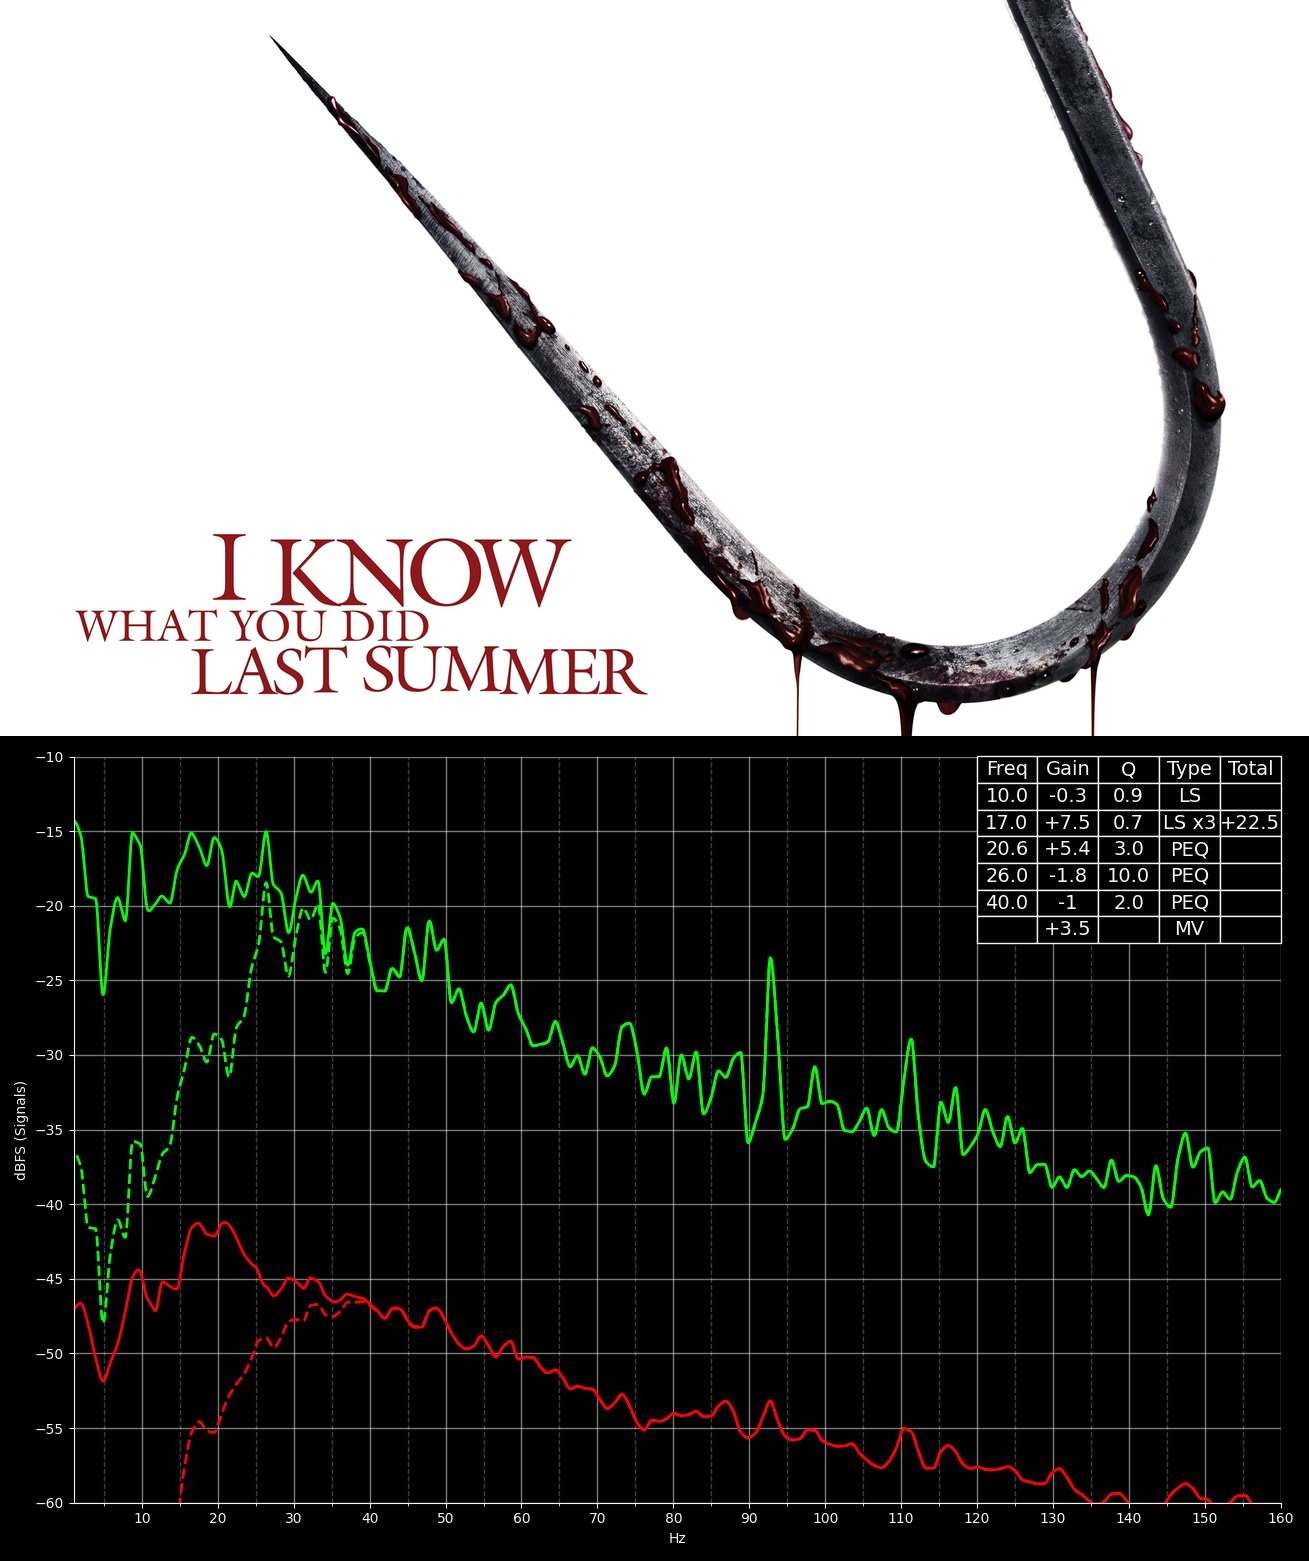 I KNOW
WHAT YOU DID
LAST SUMMER
−10
−15
−20
−25
−30
−35
−40
−45
−50
−55
−60
dBFS (Signals)
Freq Gain Q Type Total
10.0 -0.3 0.9 LS
17.0 +7.5 0.7 LS x3 +22.5
20.6 +5.4 3.0 PEQ
26.0 -1.8 10.0 PEQ
40.0 -1 2.0 PEQ
+3.5 MV
10 20 30 40 50 60 70 80 90 100 110 120 130 140 150 160
Hz